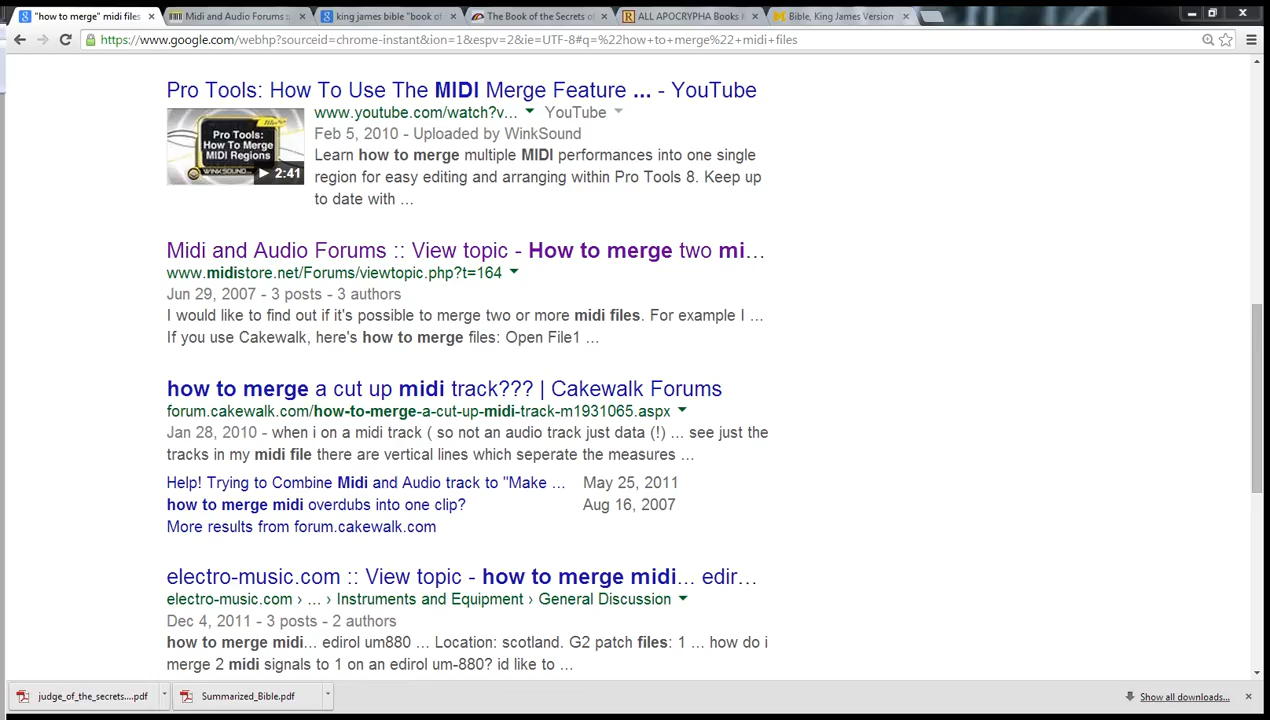 "how to merge" midi files
Midi and Audio Forums ::
king james bible "book of
The Book of the Secrets of
ALL APOCRYPHA Books
Bible, King James Version
https://www.google.com/webhp?sourceid=chrome-instant&ion=1&espv=2&ie=UTF-8#q=%22how+to+merge%22+midi+files
Pro Tools: How To Use The MIDI Merge Feature ... - YouTube
www.youtube.com/watch?v... YouTube
Pro Tools:
How To Merge
MIDI Regions
WINKSOUND
2:41
Feb 5, 2010 - Uploaded by WinkSound
Learn how to merge multiple MIDI performances into one single
region for easy editing and arranging within Pro Tools 8. Keep up
to date with ...
Midi and Audio Forums :: View topic - How to merge two mi...
www.midistore.net/Forums/viewtopic.php?t=164
Jun 29, 2007 - 3 posts - 3 authors
I would like to find out if it's possible to merge two or more midi files. For example I ...
If you use Cakewalk, here's how to merge files: Open File1 ...
how to merge a cut up midi track??? | Cakewalk Forums
forum.cakewalk.com/how-to-merge-a-cut-up-midi-track-m1931065.aspx
Jan 28, 2010 - when i on a midi track ( so not an audio track just data (!) ... see just the
tracks in my midi file there are vertical lines which seperate the measures ...
Help! Trying to Combine Midi and Audio track to "Make ... May 25, 2011
how to merge midi overdubs into one clip? Aug 16, 2007
More results from forum.cakewalk.com
electro-music.com :: View topic - how to merge midi... edir...
electro-music.com › ... › Instruments and Equipment › General Discussion
Dec 4, 2011 - 3 posts - 2 authors
how to merge midi... edirol um880 ... Location: scotland. G2 patch files: 1 ... how do i
merge 2 midi signals to 1 on an edirol um-880? id like to ...
judge_of_the_secrets....pdf
Summarized_Bible.pdf
Show all downloads...